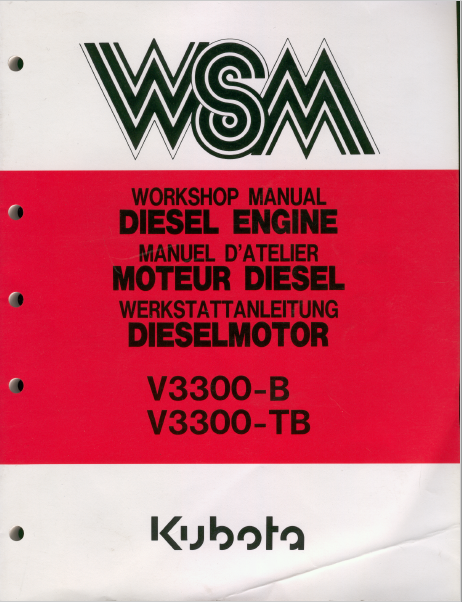 WSM
WORKSHOP MANUAL
DIESEL ENGINE
MANUEL D'ATELIER
MOTEUR DIESEL
WERKSTATTANLEITUNG
DIESELMOTOR
V3300-B
V3300-TB
Kubota